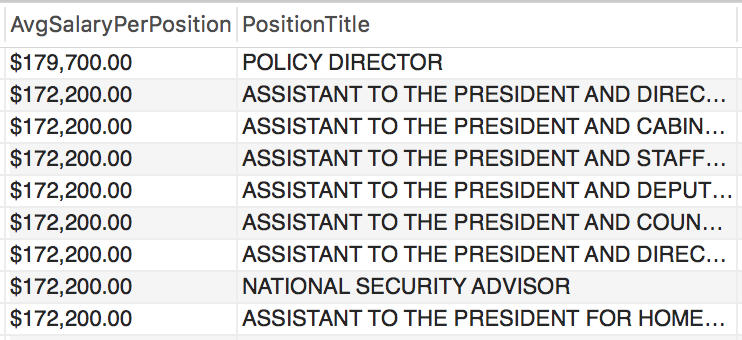 AvgSalaryPerPosition PositionTitle
$179,700.00 POLICY DIRECTOR
$172,200.00 ASSISTANT TO THE PRESIDENT AND DIREC...
$172,200.00 ASSISTANT TO THE PRESIDENT AND CABIN...
$172,200.00 ASSISTANT TO THE PRESIDENT AND STAFF...
$172,200.00 ASSISTANT TO THE PRESIDENT AND DEPUT...
$172,200.00 ASSISTANT TO THE PRESIDENT AND COUN...
$172,200.00 ASSISTANT TO THE PRESIDENT AND DIREC...
$172,200.00 NATIONAL SECURITY ADVISOR
$172,200.00 ASSISTANT TO THE PRESIDENT FOR HOME...